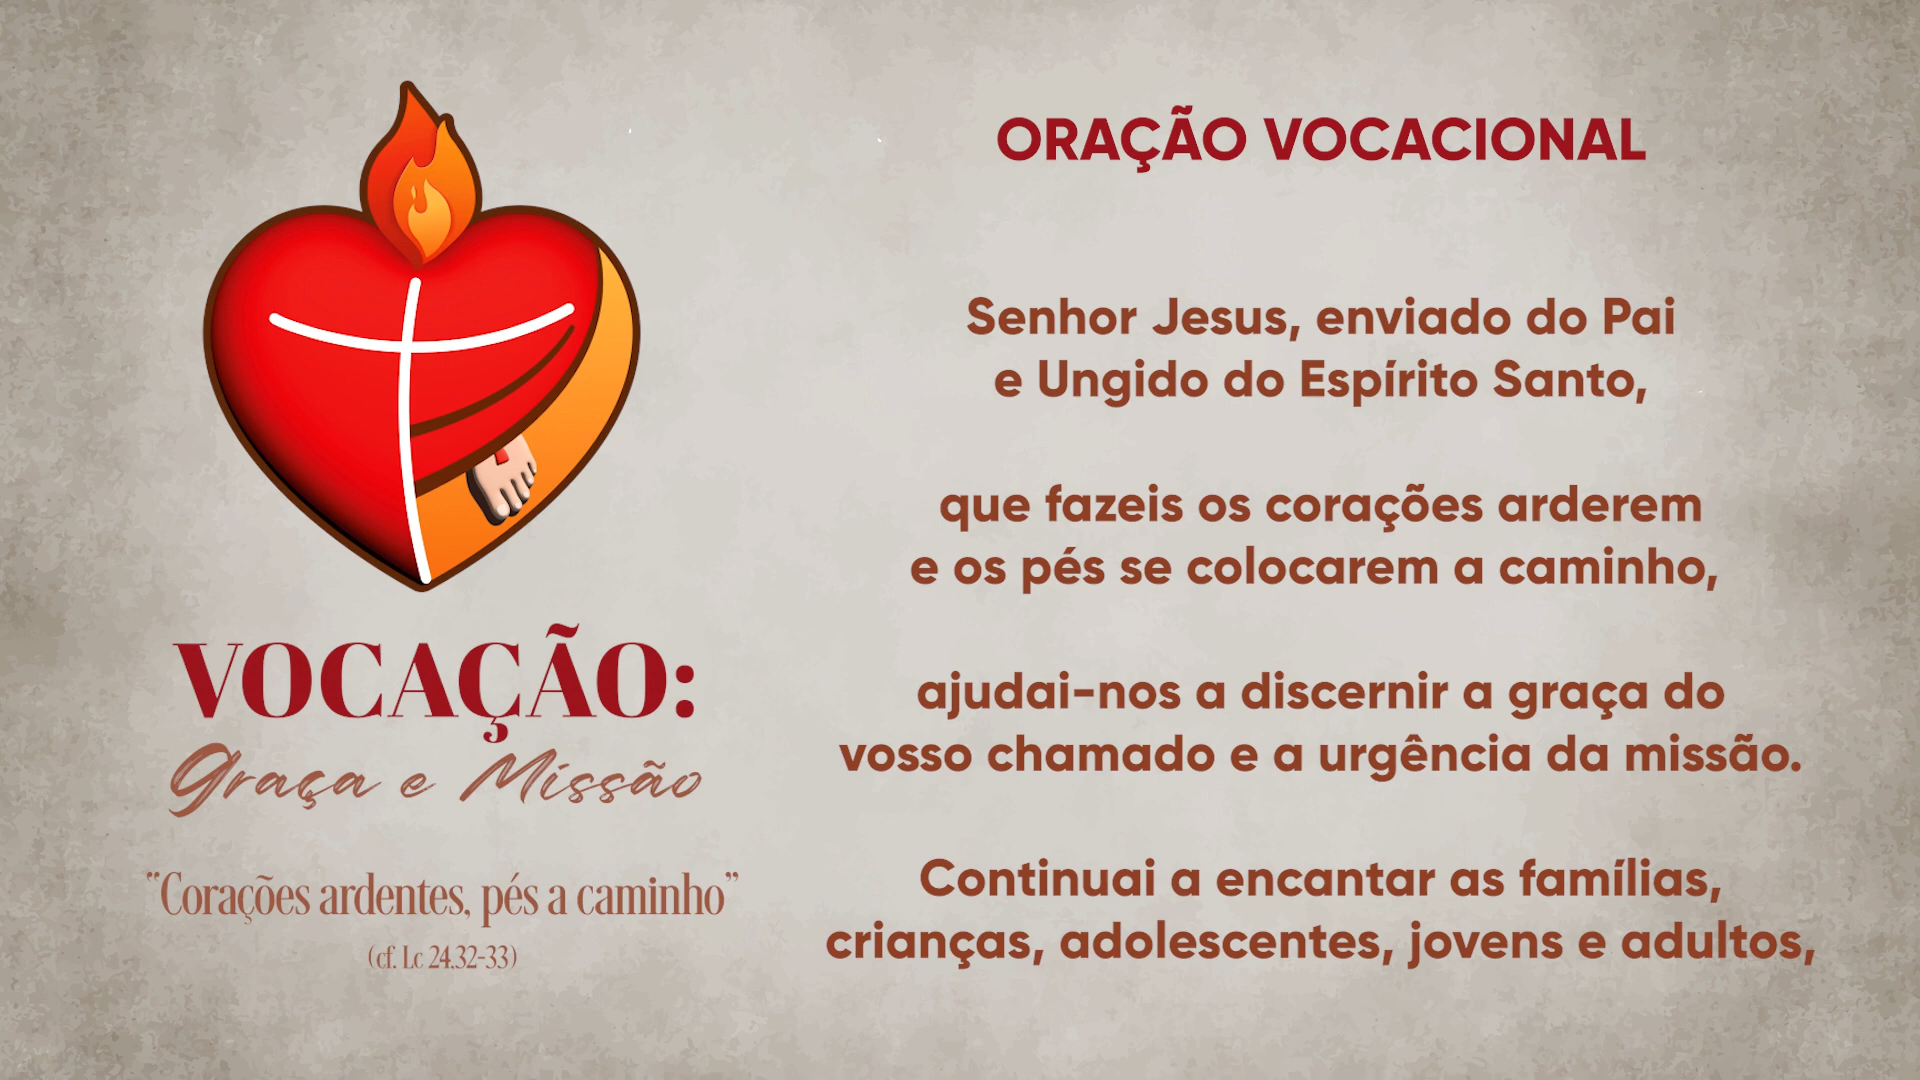 VOCAÇÃO:
Graça e Missão
“Corações ardentes, pés a caminho”
(cf. Lc 24,32-33)
ORAÇÃO VOCACIONAL
Senhor Jesus, enviado do Pai
e Ungido do Espírito Santo,
que fazeis os corações arderem
e os pés se colocarem a caminho,
ajudai-nos a discernir a graça do
vosso chamado e a urgência da missão.
Continuai a encantar as famílias,
crianças, adolescentes, jovens e adultos,